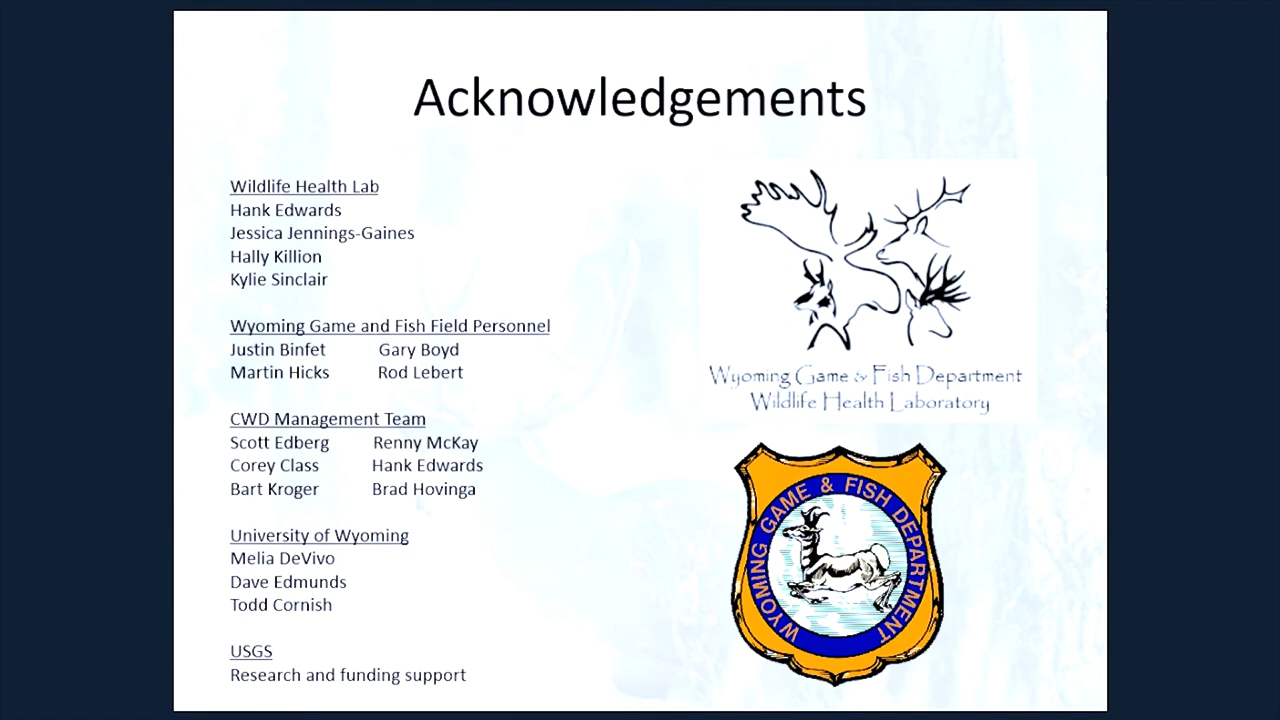 Acknowledgements
Wildlife Health Lab
Hank Edwards
Jessica Jennings-Gaines
Hally Killion
Kylie Sinclair
Wyoming Game and Fish Field Personnel
Justin Binfet Gary Boyd
Martin Hicks Rod Lebert
CWD Management Team
Scott Edberg Renny McKay
Corey Class Hank Edwards
Bart Kroger Brad Hovinga
University of Wyoming
Melia DeVivo
Dave Edmunds
Todd Cornish
USGS
Research and funding support
Wyoming Game & Fish Department
Wildlife Health Laboratory
WYOMING GAME & FISH DEPARTMENT